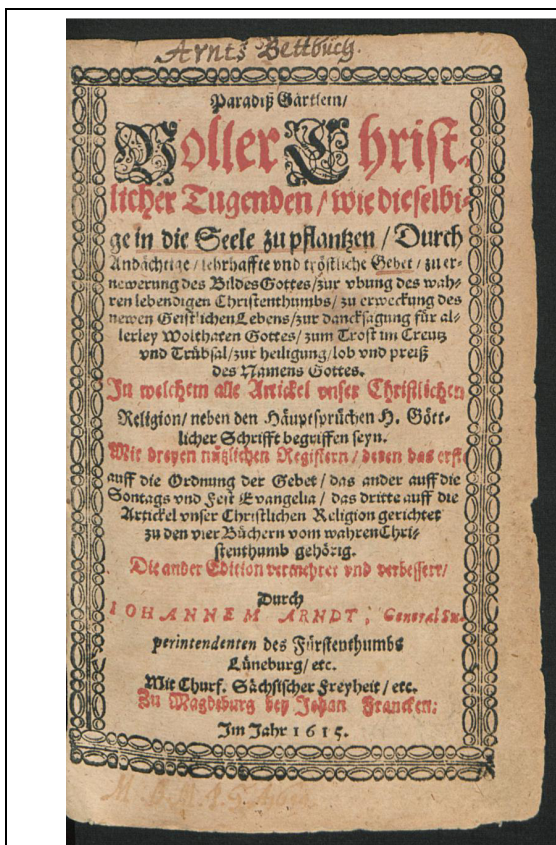 Arnts Bettbüch.
Paradiß Gärtlein/
Voller Christ-
licher Tugenden / wie dieselbi-
ge in die Seele zu pflantzen / Durch
Andächtige / lehrhaffte vnd tröstliche Gebet / zu er-
newerung des Bildes Gottes / zur vbung des wah-
ren lebendigen Christenthumbs / zu erweckung des
newen Geistlichen Lebens / zur dancksagung für al-
lerley Wolthaten Gottes / zum Trost im Creutz
vnd Trübsal / zur heiligung / lob vnd preiß
des Namens Gottes.
In welchem alle Artickel vnser Christlichen
Religion / neben den Häuptsprüchen H. Gött-
licher Schrifft begriffen seyn.
Mit dreyen nützlichen Registern / deren das erste
auff die Ordnung der Gebet / das ander auff die
Sontags vnd Fest Evangelia / das dritte auff die
Artickel vnser Christlichen Religion gerichtet
zu den vier Büchern vom wahren Chri-
stenthumb gehörig.
Die ander Edition vermehret vnd verbessert /
Durch
IOHANNEM ARNDT, General Su-
perintendenten des Fürstenthumbs
Lüneburg / etc.
Mit Churf. Sächsischer Freyheit / etc.
Zu Magdeburg bey Johan Francken:
Im Jahr 1615.